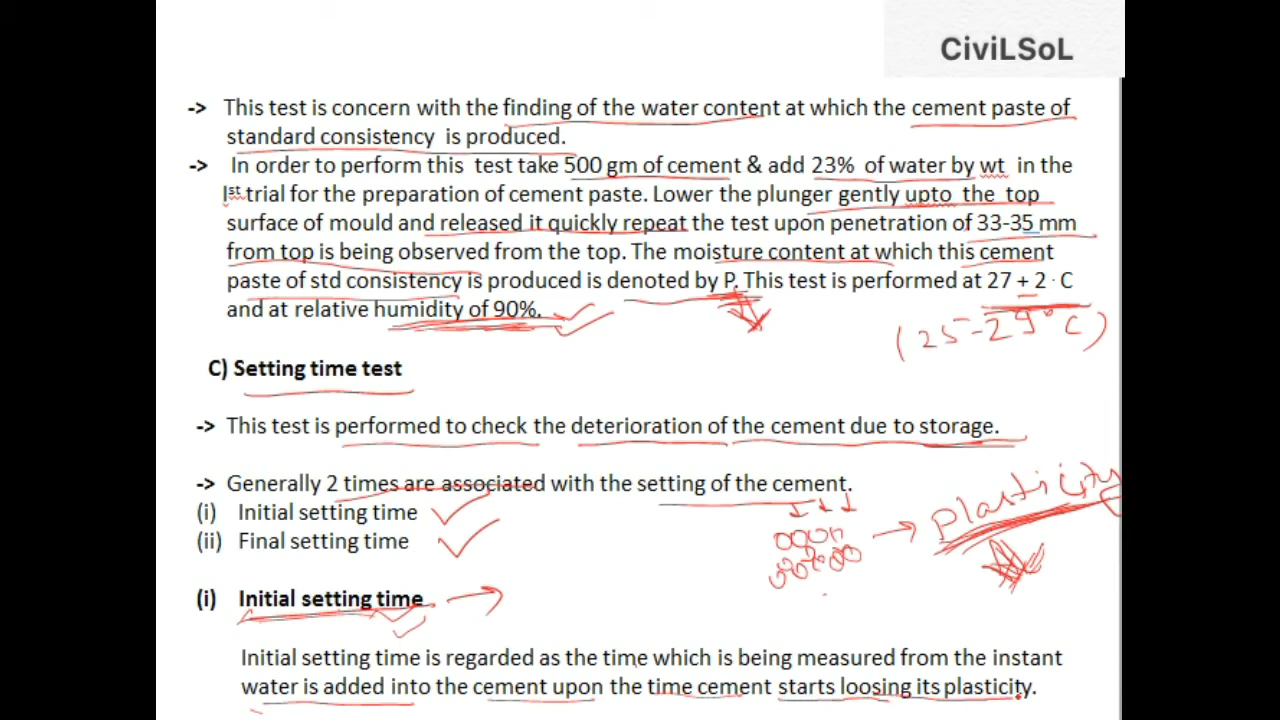 CiviLSoL
-> This test is concern with the finding of the water content at which the cement paste of
standard consistency is produced.
-> In order to perform this test take 500 gm of cement & add 23% of water by wt in the
Ist trial for the preparation of cement paste. Lower the plunger gently upto the top
surface of mould and released it quickly repeat the test upon penetration of 33-35 mm
from top is being observed from the top. The moisture content at which this cement
paste of std consistency is produced is denoted by P. This test is performed at 27 + 2 · C
and at relative humidity of 90%.
(25-29°C)
C) Setting time test
-> This test is performed to check the deterioration of the cement due to storage.
-> Generally 2 times are associated with the setting of the cement.
(i) Initial setting time
(ii) Final setting time
plasticity
(i) Initial setting time
Initial setting time is regarded as the time which is being measured from the instant
water is added into the cement upon the time cement starts loosing its plasticity.